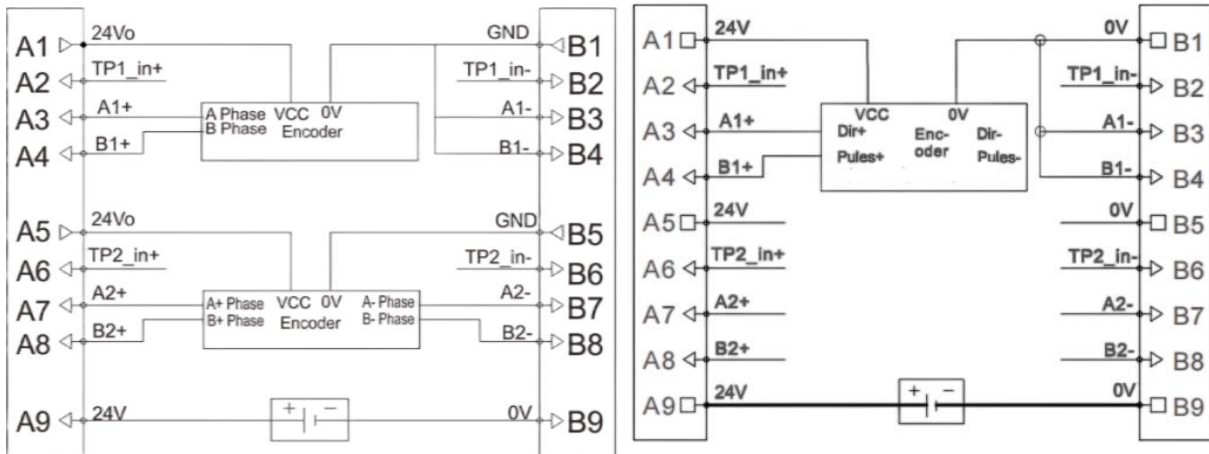 A1 24Vo GND B1
A2 TP1_in+ TP1_in- B2
A3 A1+ A Phase VCC 0V A1- B3
A4 B1+ B Phase Encoder B1- B4
A5 24Vo GND B5
A6 TP2_in+ TP2_in- B6
A7 A2+ A+ Phase VCC 0V A- Phase A2- B7
A8 B2+ B+ Phase Encoder B- Phase B2- B8
A9 24V + − 0V B9
A1 24V 0V B1
A2 TP1_in+ TP1_in- B2
VCC 0V
A3 A1+ Dir+ Enc- Dir- A1- B3
oder
A4 B1+ Pules+ Pules- B1- B4
A5 24V 0V B5
A6 TP2_in+ TP2_in- B6
A7 A2+ A2- B7
A8 B2+ B2- B8
A9 24V + − 0V B9